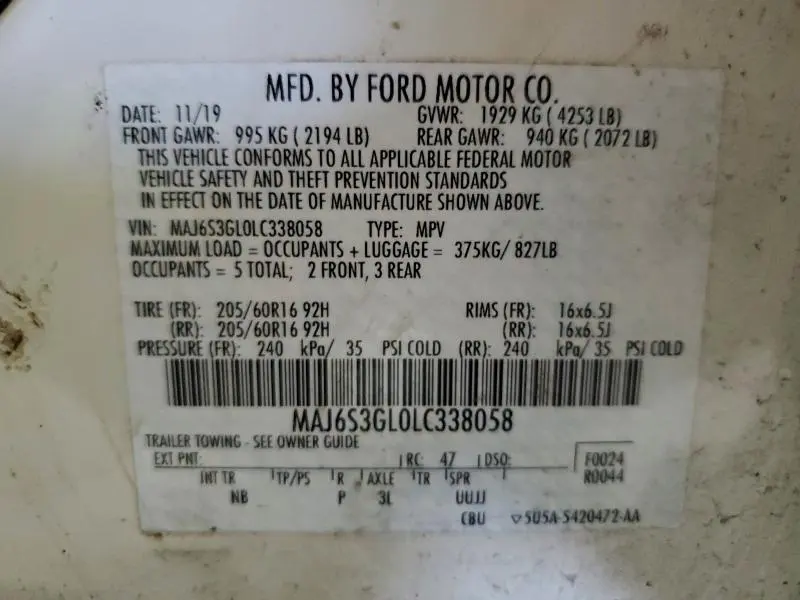 MFD. BY FORD MOTOR CO.
DATE: 11/19 GVWR: 1929 KG ( 4253 LB)
FRONT GAWR: 995 KG ( 2194 LB) REAR GAWR: 940 KG ( 2072 LB)
THIS VEHICLE CONFORMS TO ALL APPLICABLE FEDERAL MOTOR
VEHICLE SAFETY AND THEFT PREVENTION STANDARDS
IN EFFECT ON THE DATE OF MANUFACTURE SHOWN ABOVE.
VIN: MAJ6S3GL0LC338058 TYPE: MPV
MAXIMUM LOAD = OCCUPANTS + LUGGAGE = 375KG/ 827LB
OCCUPANTS = 5 TOTAL; 2 FRONT, 3 REAR
TIRE (FR): 205/60R16 92H RIMS (FR): 16x6.5J
(RR): 205/60R16 92H (RR): 16x6.5J
PRESSURE (FR): 240 kPa/ 35 PSI COLD (RR): 240 kPa/ 35 PSI COLD
MAJ6S3GL0LC338058
TRAILER TOWING - SEE OWNER GUIDE
EXT PNT: RC: 47 DSO: F0024
INT TR TP/PS R AXLE TR SPR R0044
NB P 3L UUJJ
CBU 5U5A-5420472-AA